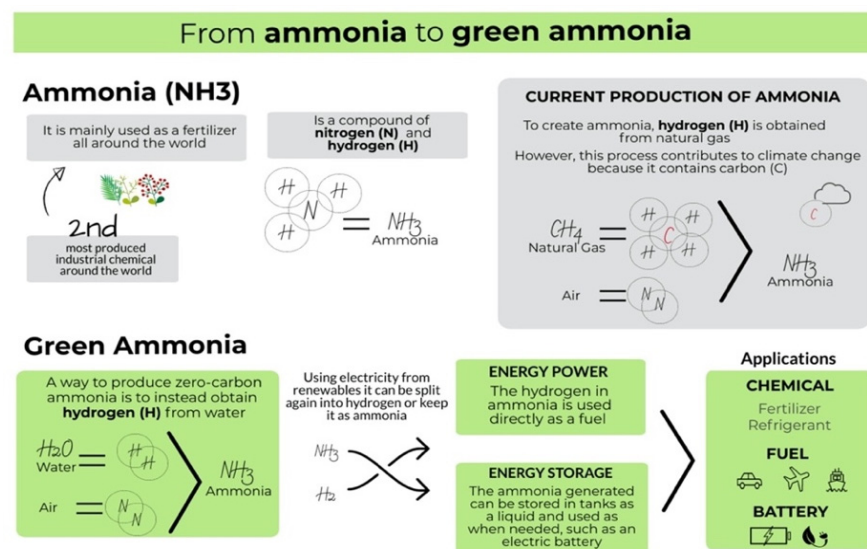 From ammonia to green ammonia
Ammonia (NH3)
It is mainly used as a fertilizer
all around the world
2nd
most produced
industrial chemical
around the world
Is a compound of
nitrogen (N) and
hydrogen (H)
H
H
N
H
= NH3
Ammonia
CURRENT PRODUCTION OF AMMONIA
To create ammonia, hydrogen (H) is obtained
from natural gas
However, this process contributes to climate change
because it contains carbon (C)
CH4 =
Natural Gas
H H
C
H H
Air = N N
C
NH3
Ammonia
Green Ammonia
A way to produce zero-carbon
ammonia is to instead obtain
hydrogen (H) from water
H2O =
Water
H H
Air = N N
NH3
Ammonia
Using electricity from
renewables it can be split
again into hydrogen or keep
it as ammonia
NH3
H2
ENERGY POWER
The hydrogen in
ammonia is used
directly as a fuel
ENERGY STORAGE
The ammonia generated
can be stored in tanks as
a liquid and used as
when needed, such as an
electric battery
Applications
CHEMICAL
Fertilizer
Refrigerant
FUEL
BATTERY